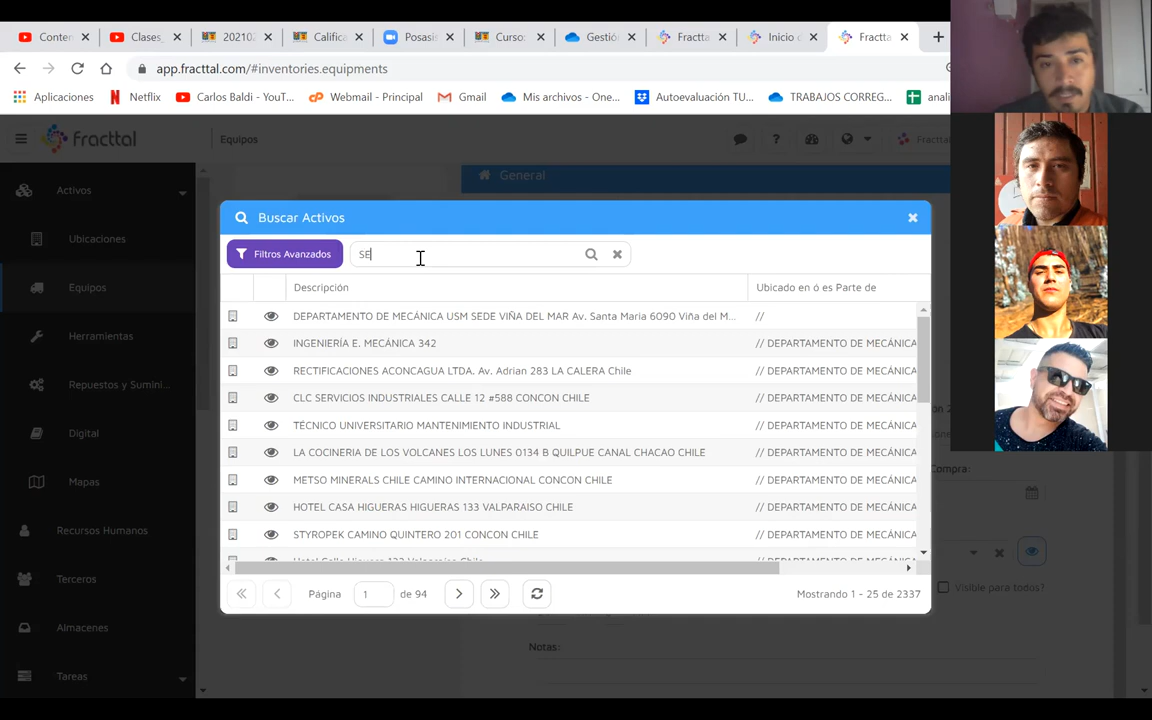 Conten
Clases_
202102
Califica
Posasis
Curso:
Gestió
Fractta
Inicio d
Fractta
app.fracttal.com/#inventories.equipments
Aplicaciones
Netflix
Carlos Baldi - YouT...
Webmail - Principal
Gmail
Mis archivos - One...
Autoevaluación TU...
TRABAJOS CORREG...
anali
fracttal
Equipos
?
Fracttal
Activos
General
Ubicaciones
Buscar Activos
Filtros Avanzados
SE
Equipos
Descripción
Ubicado en ó es Parte de
DEPARTAMENTO DE MECÁNICA USM SEDE VIÑA DEL MAR Av. Santa Maria 6090 Viña del M...
//
Herramientas
INGENIERÍA E. MECÁNICA 342
// DEPARTAMENTO DE MECÁNICA
RECTIFICACIONES ACONCAGUA LTDA. Av. Adrian 283 LA CALERA Chile
// DEPARTAMENTO DE MECÁNICA
Repuestos y Sumini...
CLC SERVICIOS INDUSTRIALES CALLE 12 #588 CONCON CHILE
// DEPARTAMENTO DE MECÁNICA
TÉCNICO UNIVERSITARIO MANTENIMIENTO INDUSTRIAL
// DEPARTAMENTO DE MECÁNICA
Digital
LA COCINERIA DE LOS VOLCANES LOS LUNES 0134 B QUILPUE CANAL CHACAO CHILE
// DEPARTAMENTO DE MECÁNICA
Compra:
Mapas
METSO MINERALS CHILE CAMINO INTERNACIONAL CONCON CHILE
// DEPARTAMENTO DE MECÁNICA
HOTEL CASA HIGUERAS HIGUERAS 133 VALPARAISO CHILE
// DEPARTAMENTO DE MECÁNICA
Recursos Humanos
STYROPEK CAMINO QUINTERO 201 CONCON CHILE
// DEPARTAMENTO DE MECÁNICA
Terceros
Página
1
de 94
Mostrando 1 - 25 de 2337
Visible para todos?
Almacenes
Notas:
Tareas